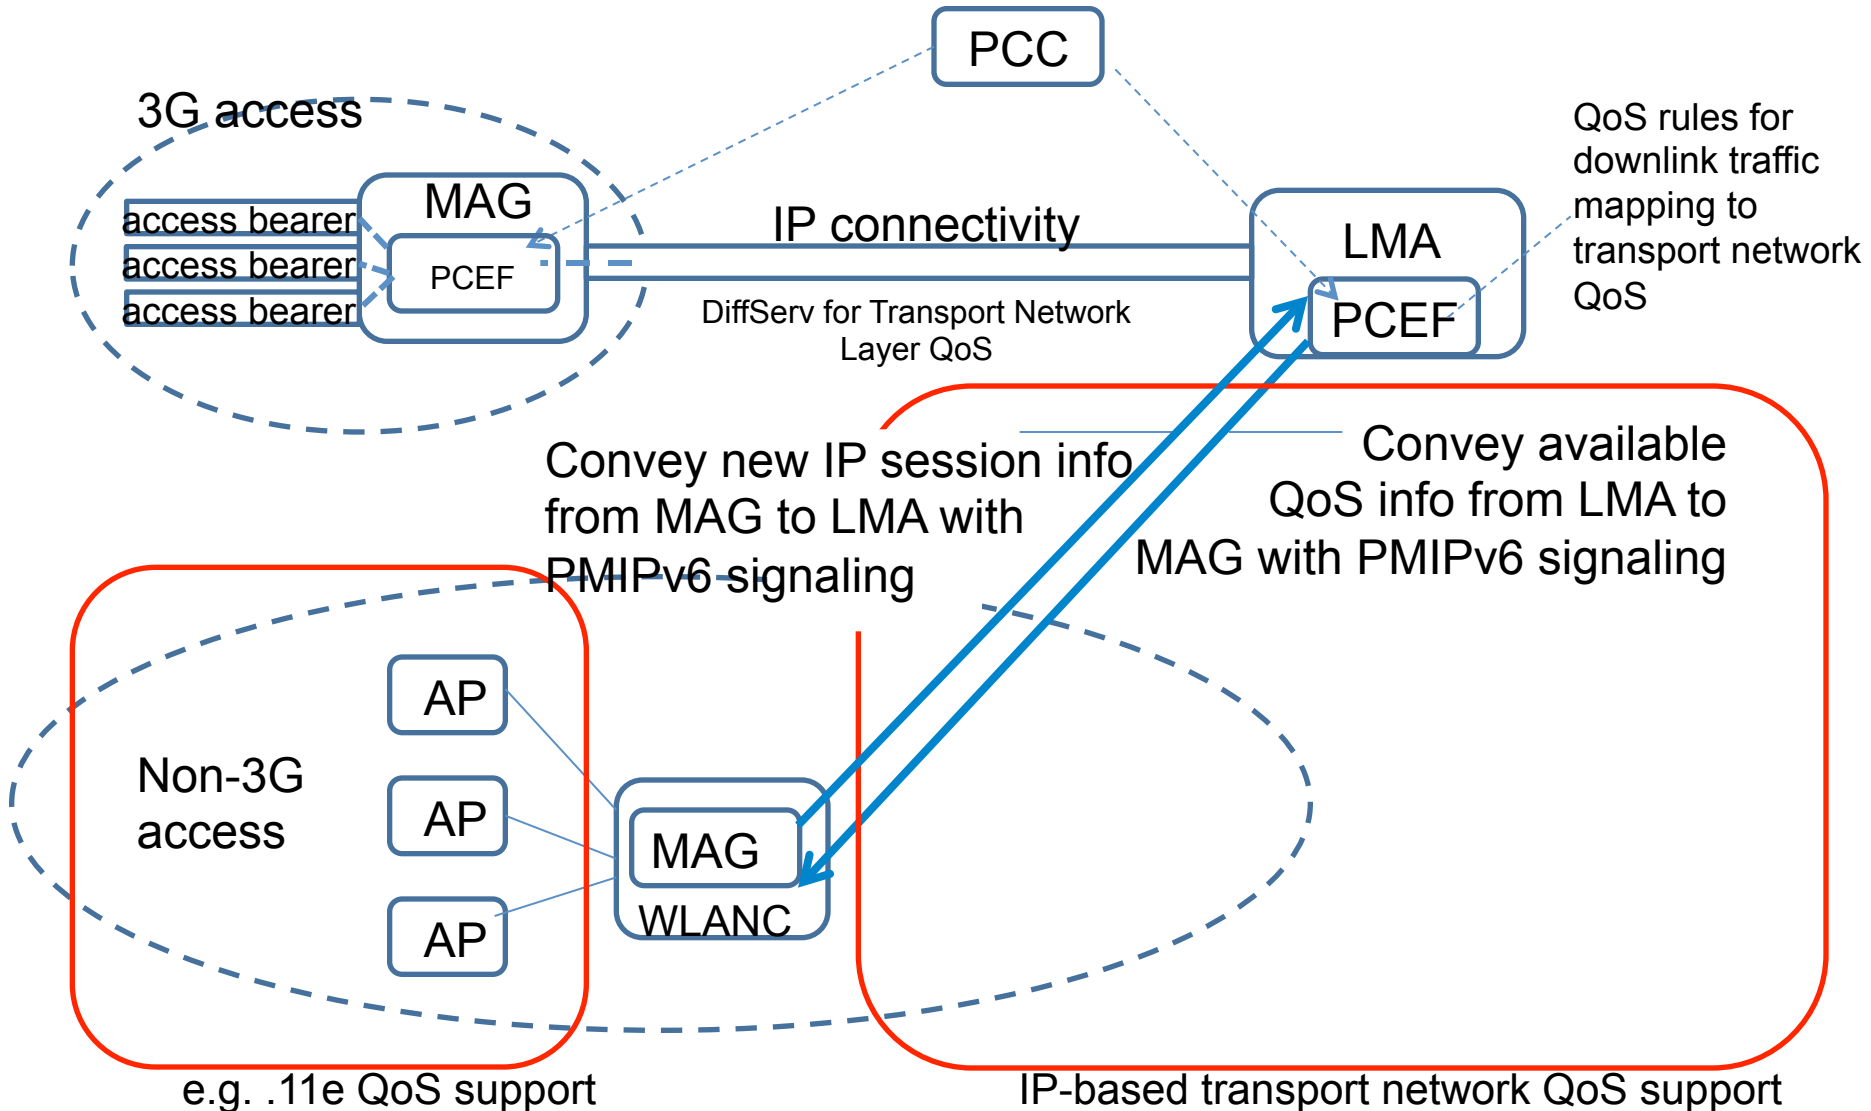 PCC
3G access
QoS rules for
downlink traffic
mapping to
transport network
QoS
MAG
access bearer
access bearer
access bearer
PCEF
IP connectivity
DiffServ for Transport Network
Layer QoS
LMA
PCEF
Convey new IP session info
from MAG to LMA with
PMIPv6 signaling
Convey available
QoS info from LMA to
MAG with PMIPv6 signaling
AP
AP
AP
Non-3G
access
MAG
WLANC
e.g. .11e QoS support
IP-based transport network QoS support